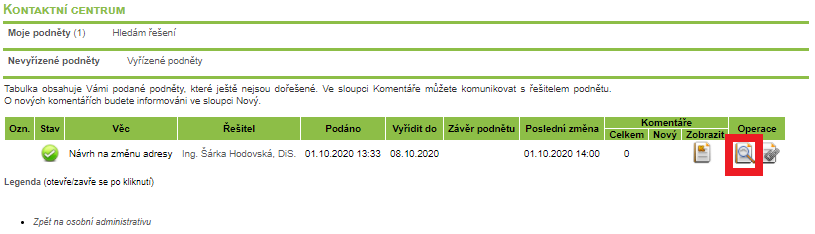 KONTAKTNÍ CENTRUM
Moje podněty (1) Hledám řešení
Nevyřízené podněty Vyřízené podněty
Tabulka obsahuje Vámi podané podněty, které ještě nejsou dořešené. Ve sloupci Komentáře můžete komunikovat s řešitelem podnětu.
O nových komentářích budete informováni ve sloupci Nový.
Ozn. Stav Věc Řešitel Podáno Vyřídit do Závěr podnětu Poslední změna Komentáře Operace
Celkem Nový Zobrazit
Návrh na změnu adresy Ing. Šárka Hodovská, DiS. 01.10.2020 13:33 08.10.2020 01.10.2020 14:00 0
Legenda (otevře/zavře se po kliknutí)
Zpět na osobní administrativu